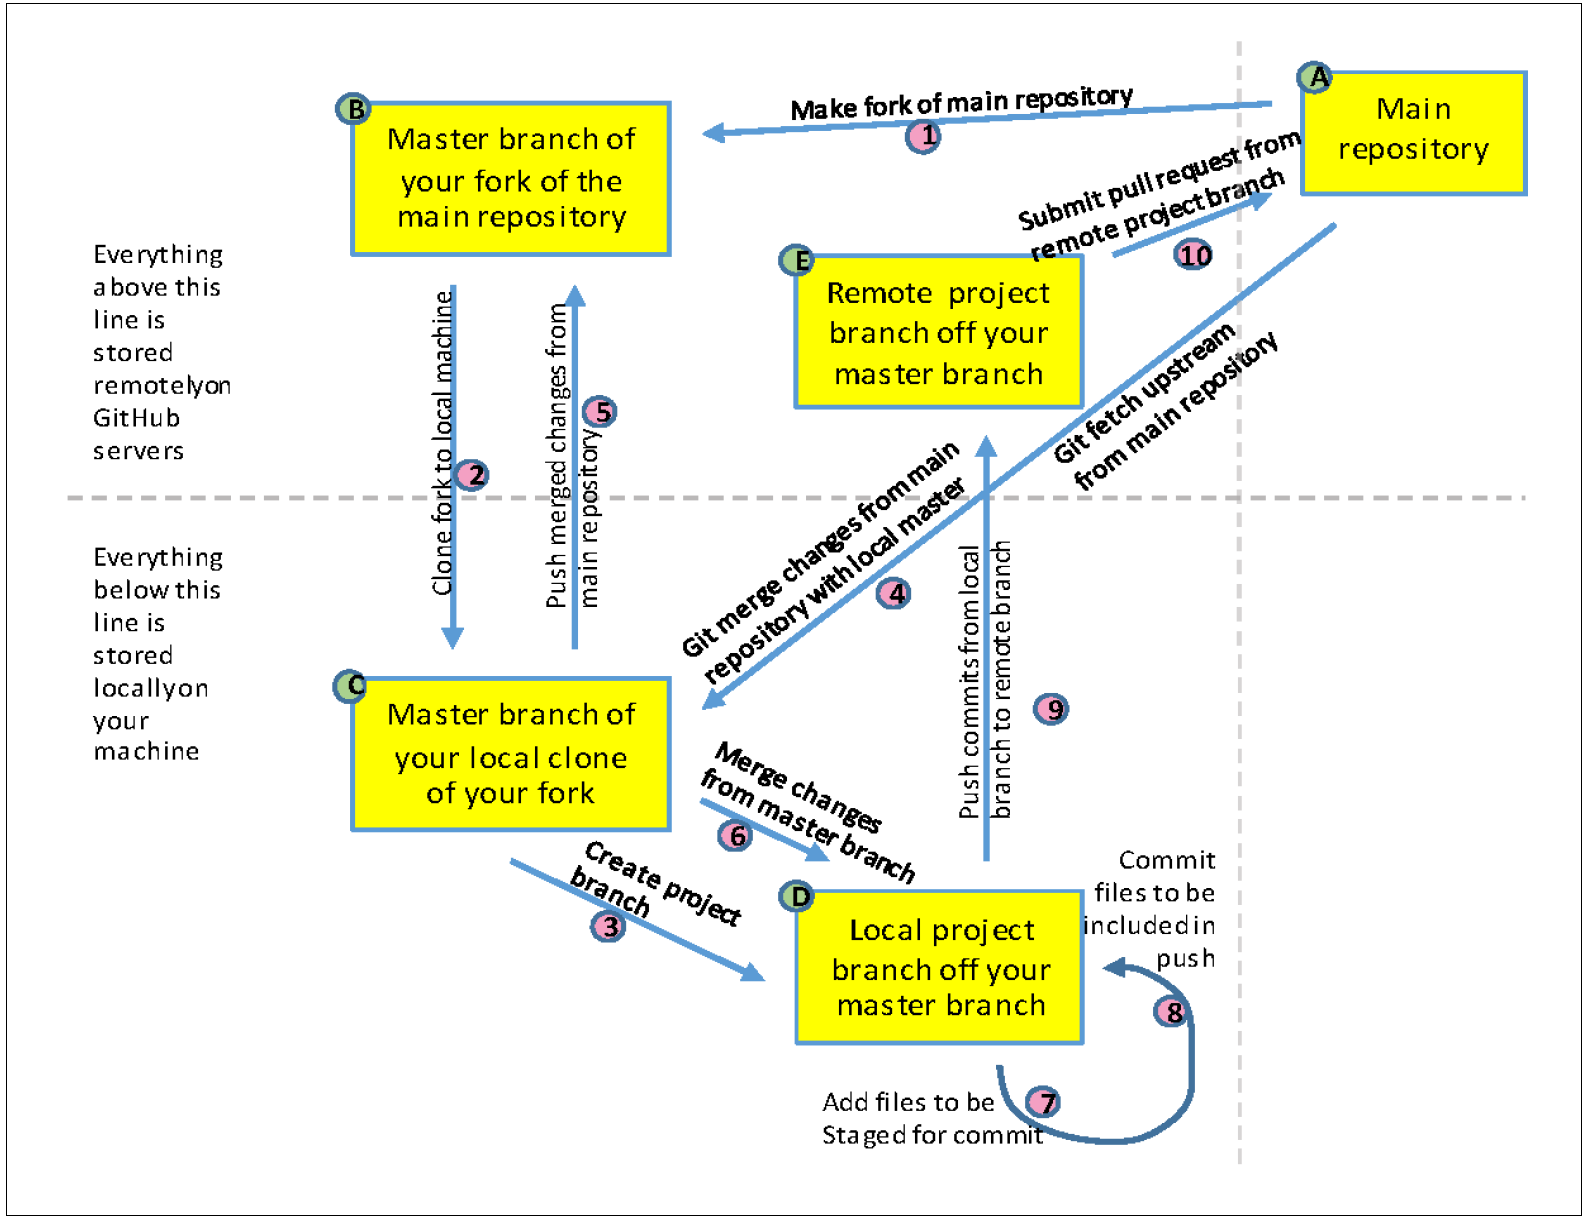 A
Main
repository
B
Master branch of
your fork of the
main repository
Make fork of main repository
1
Submit pull request from
remote project branch
10
E
Remote project
branch off your
master branch
Everything
above this
line is
stored
remotelyon
GitHub
servers
Clone fork to local machine
2
Push merged changes from
main repository
5
Git fetch upstream
from main repository
Git merge changes from main
repository with local master
4
Everything
below this
line is
stored
locallyon
your
machine
Push commits from local
branch to remote branch
9
C
Master branch of
your local clone
of your fork
Merge changes
from master branch
6
Create project
branch
3
D
Local project
branch off your
master branch
Commit
files to be
included in
push
8
7
Add files to be
Staged for commit